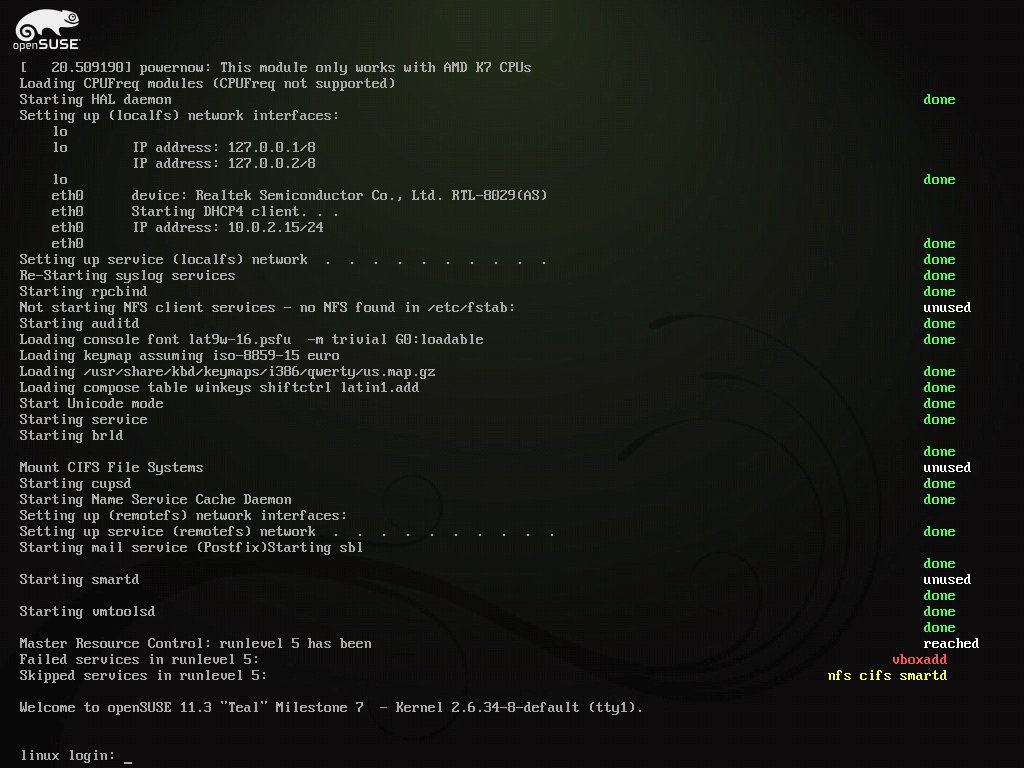 openSUSE
[   20.509190] powernow: This module only works with AMD K7 CPUs
Loading CPUFreq modules (CPUFreq not supported)
Starting HAL daemon done
Setting up (localfs) network interfaces:
lo
lo IP address: 127.0.0.1/8
IP address: 127.0.0.2/8
lo done
eth0 device: Realtek Semiconductor Co., Ltd. RTL-8029(AS)
eth0 Starting DHCP4 client. . .
eth0 IP address: 10.0.2.15/24
eth0 done
Setting up service (localfs) network . . . . . . . . . . done
Re-Starting syslog services done
Starting rpcbind done
Not starting NFS client services - no NFS found in /etc/fstab: unused
Starting auditd done
Loading console font lat9w-16.psfu  -m trivial G0:loadable done
Loading keymap assuming iso-8859-15 euro
Loading /usr/share/kbd/keymaps/i386/qwerty/us.map.gz done
Loading compose table winkeys shiftctrl latin1.add done
Start Unicode mode done
Starting service done
Starting brld
done
Mount CIFS File Systems unused
Starting cupsd done
Starting Name Service Cache Daemon done
Setting up (remotefs) network interfaces:
Setting up service (remotefs) network . . . . . . . . . . done
Starting mail service (Postfix)Starting sbl
done
Starting smartd unused
done
Starting vmtoolsd done
done
Master Resource Control: runlevel 5 has been reached
Failed services in runlevel 5: vboxadd
Skipped services in runlevel 5: nfs cifs smartd
Welcome to openSUSE 11.3 "Teal" Milestone 7  - Kernel 2.6.34-8-default (tty1).
linux login: _